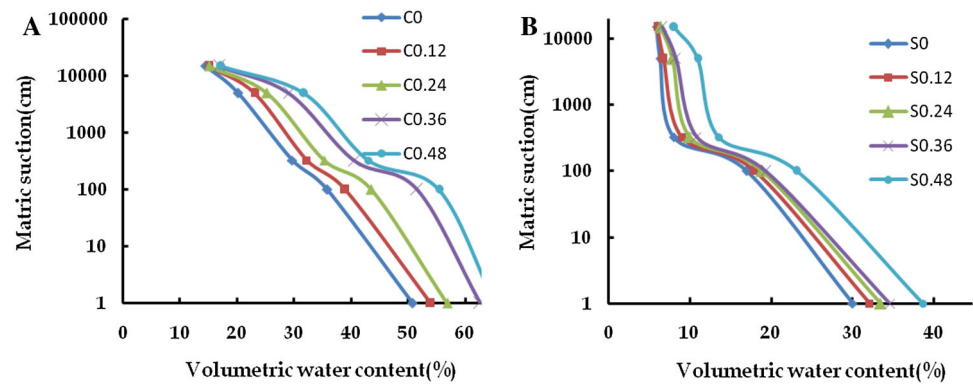 A
100000
10000
1000
100
10
1
Matric suction(cm)
0 10 20 30 40 50 60
Volumetric water content(%)
C0
C0.12
C0.24
C0.36
C0.48
B
10000
1000
100
10
1
Matric suction(cm)
0 10 20 30 40
Volumetric water content(%)
S0
S0.12
S0.24
S0.36
S0.48